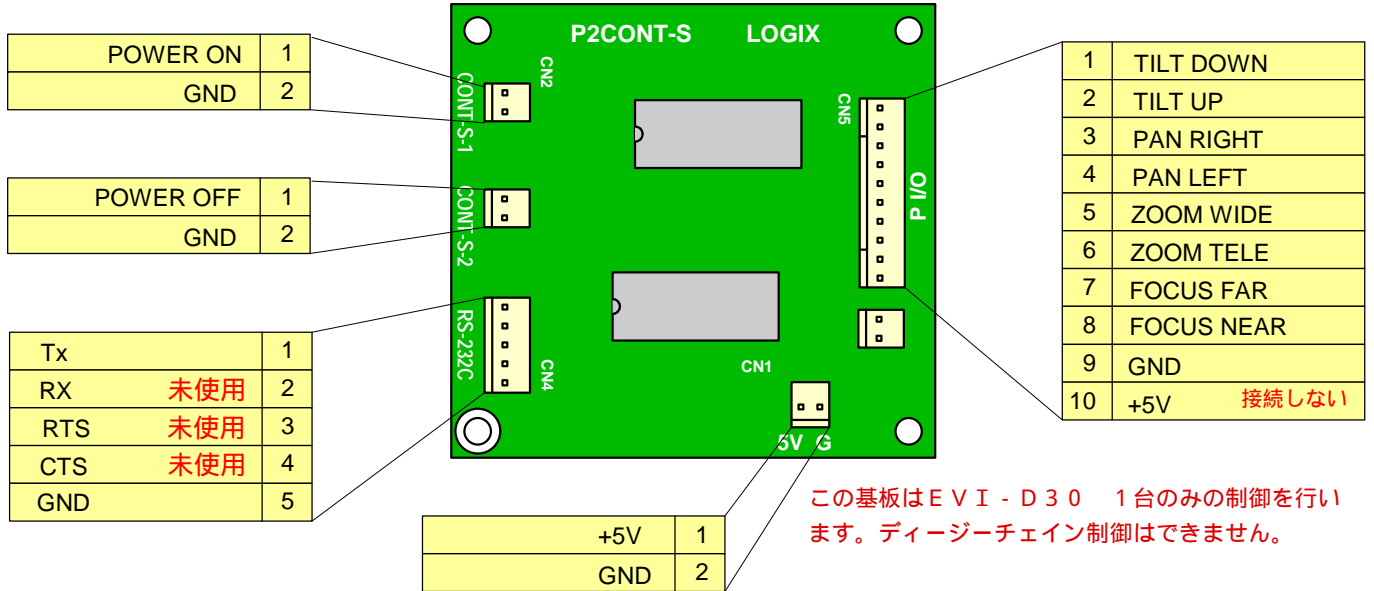 P2CONT-S LOGIX
POWER ON 1
GND 2
POWER OFF 1
GND 2
Tx 1
RX 未使用 2
RTS 未使用 3
CTS 未使用 4
GND 5
CN2
CONT-S-1
CONT-S-2
RS-232C
CN4
CN5
P I/O
CN1
5V G
+5V 1
GND 2
1 TILT DOWN
2 TILT UP
3 PAN RIGHT
4 PAN LEFT
5 ZOOM WIDE
6 ZOOM TELE
7 FOCUS FAR
8 FOCUS NEAR
9 GND
10 +5V 接続しない
この基板はＥＶＩ‐Ｄ３０　１台のみの制御を行い
ます。ディージーチェイン制御はできません。